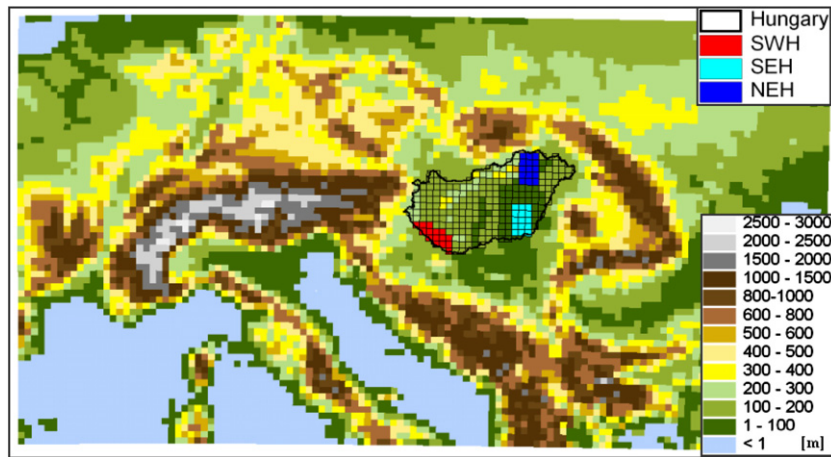 Hungary
SWH
SEH
NEH
2500 - 3000
2000 - 2500
1500 - 2000
1000 - 1500
800-1000
600 - 800
500 - 600
400 - 500
300 - 400
200 - 300
100 - 200
1 - 100
< 1 [m]